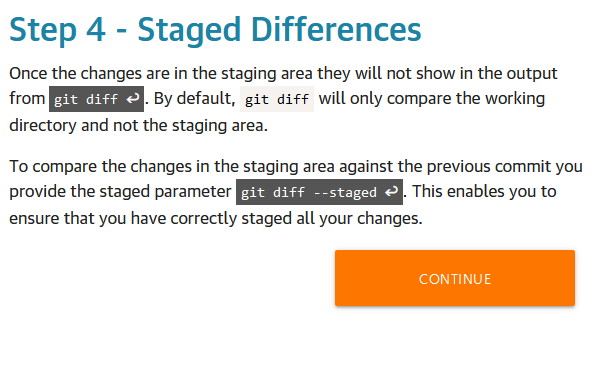 Step 4 - Staged Differences
Once the changes are in the staging area they will not show in the output
from git diff ↩. By default, git diff will only compare the working
directory and not the staging area.
To compare the changes in the staging area against the previous commit you
provide the staged parameter git diff --staged ↩. This enables you to
ensure that you have correctly staged all your changes.
CONTINUE